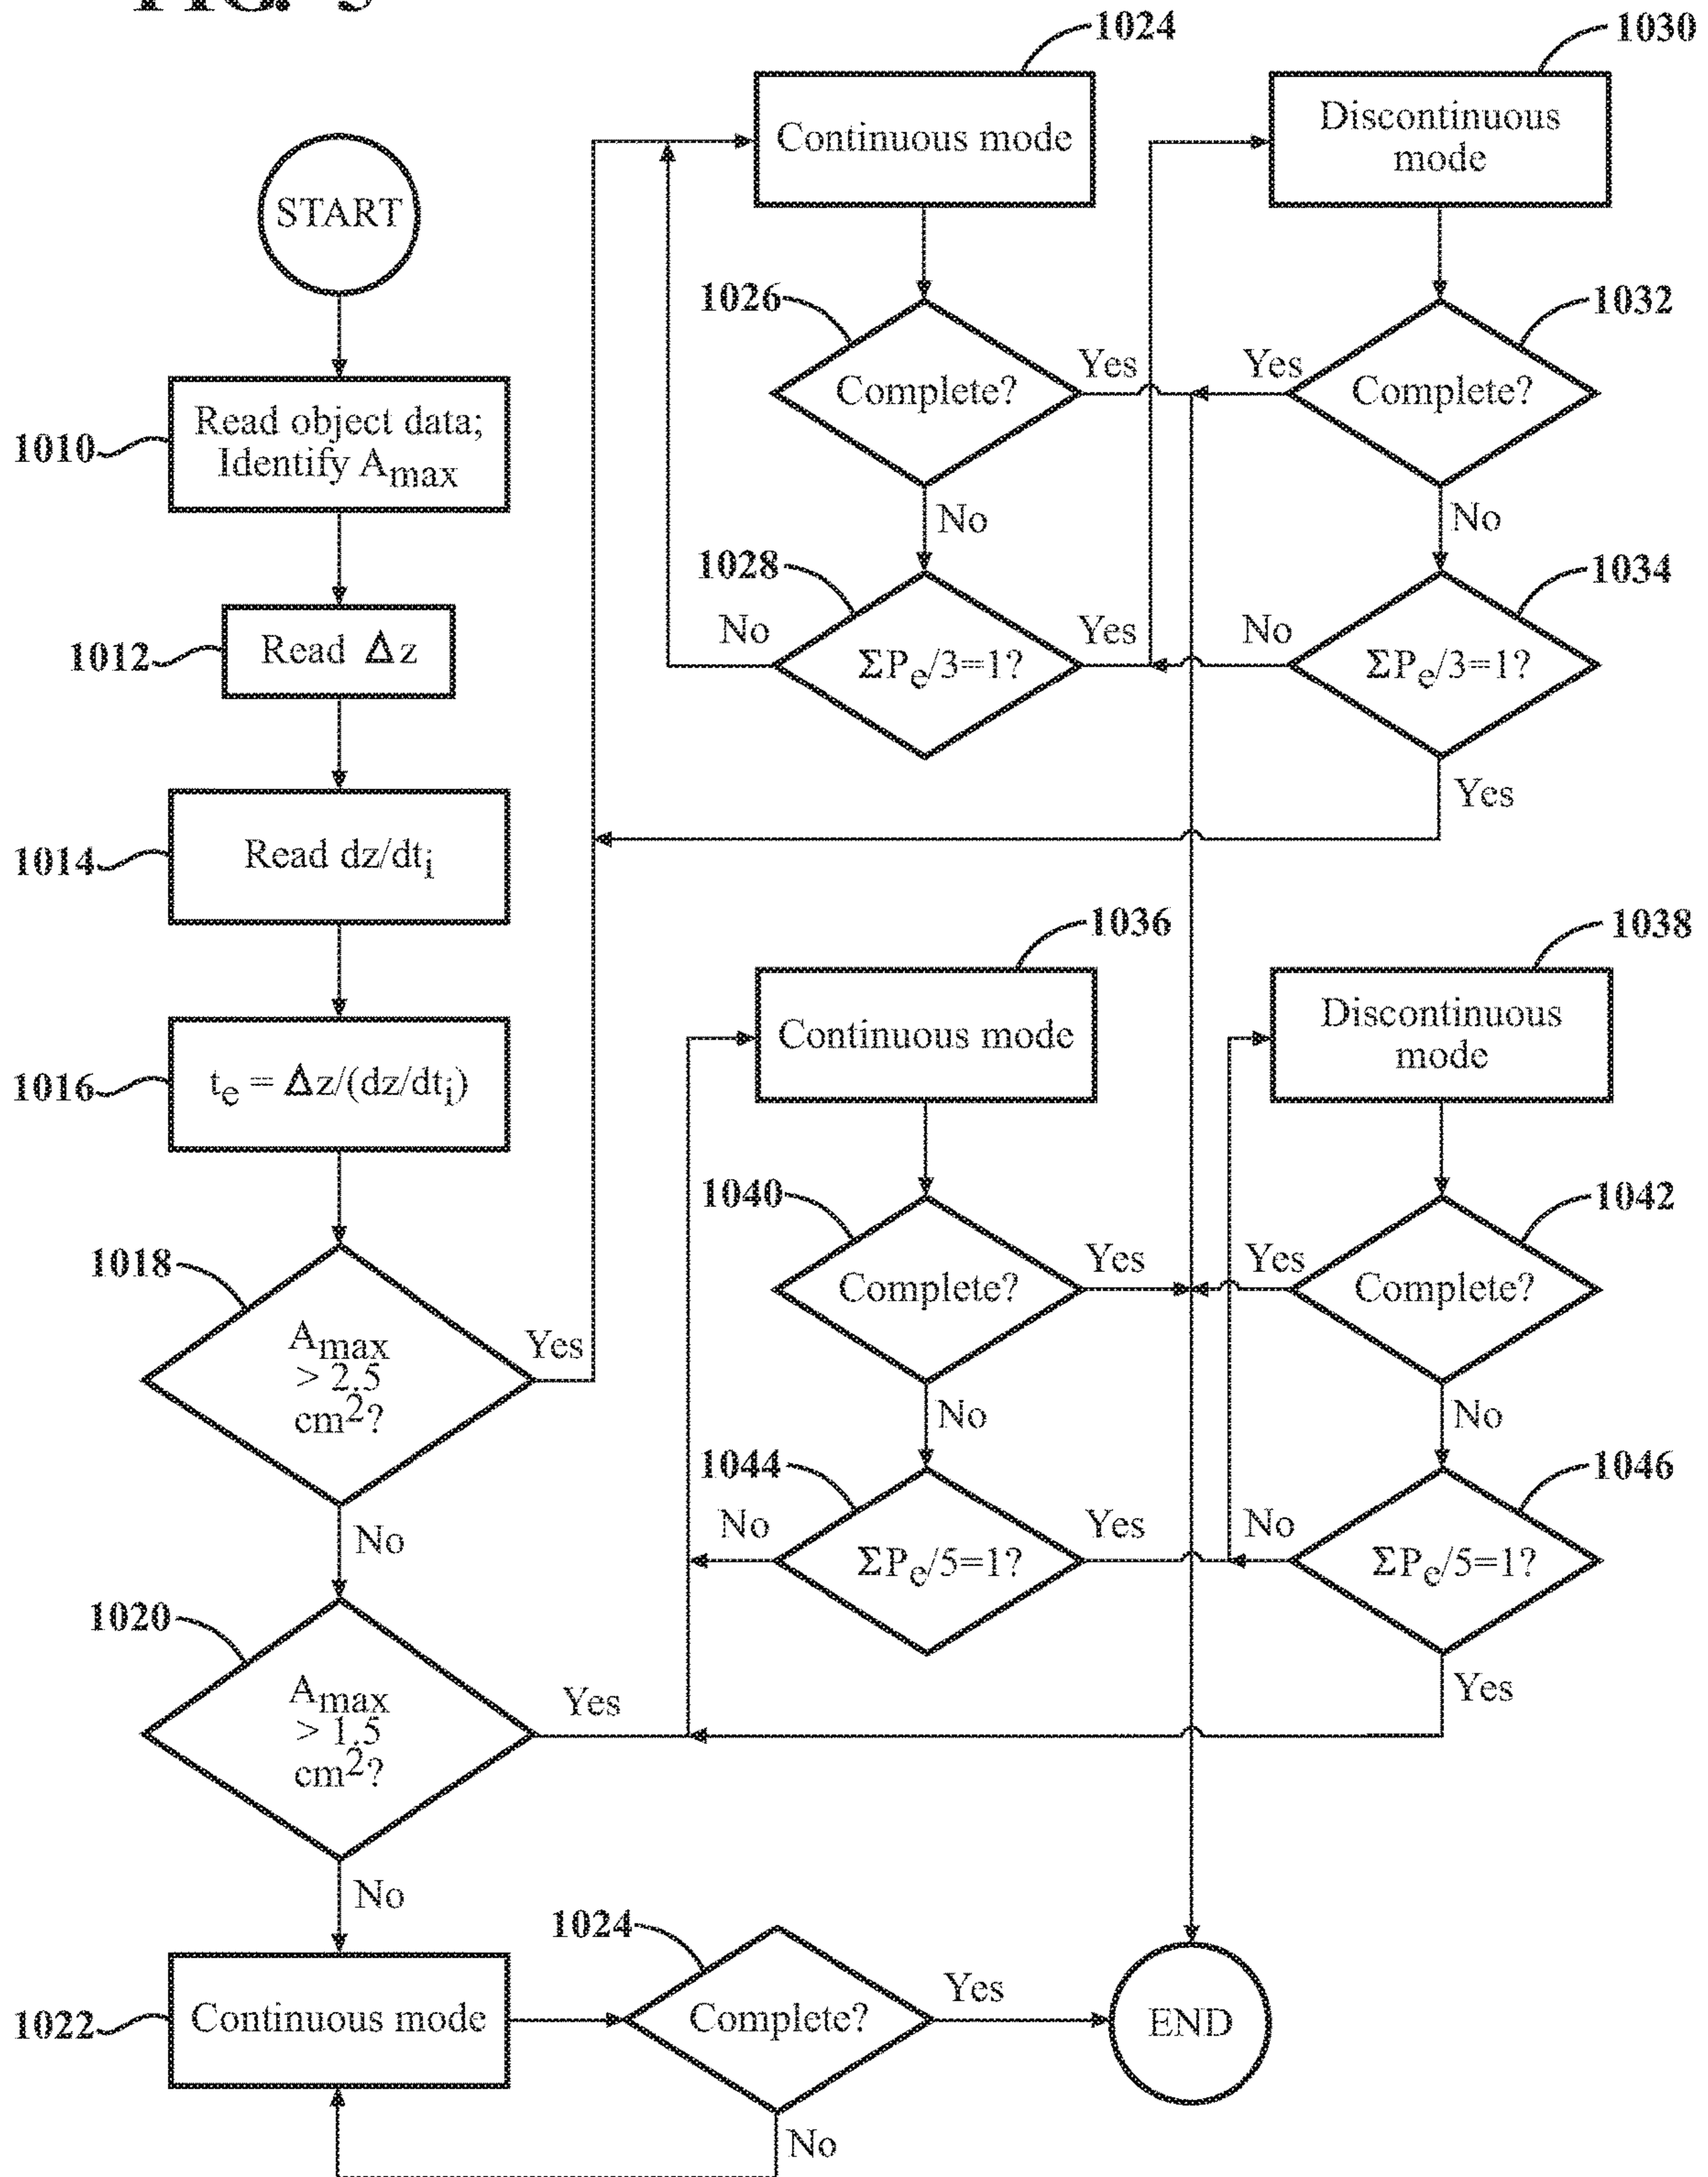 FIG. 5
START
1010
Read object data;
Identify Amax
1012
Read Δz
1014
Read dz/dti
1016
te = Δz/(dz/dti)
1018
Amax
> 2.5
cm2?
Yes
No
1020
Amax
> 1.5
cm2?
Yes
No
1022
Continuous mode
1024
Complete?
Yes
No
END
1024
Continuous mode
1026
Complete?
Yes
No
1028
ΣPe/3=1?
No
Yes
1030
Discontinuous
mode
1032
Complete?
Yes
No
1034
ΣPe/3=1?
No
Yes
1036
Continuous mode
1040
Complete?
Yes
No
1044
ΣPe/5=1?
No
Yes
1038
Discontinuous
mode
1042
Complete?
Yes
No
1046
ΣPe/5=1?
No
Yes